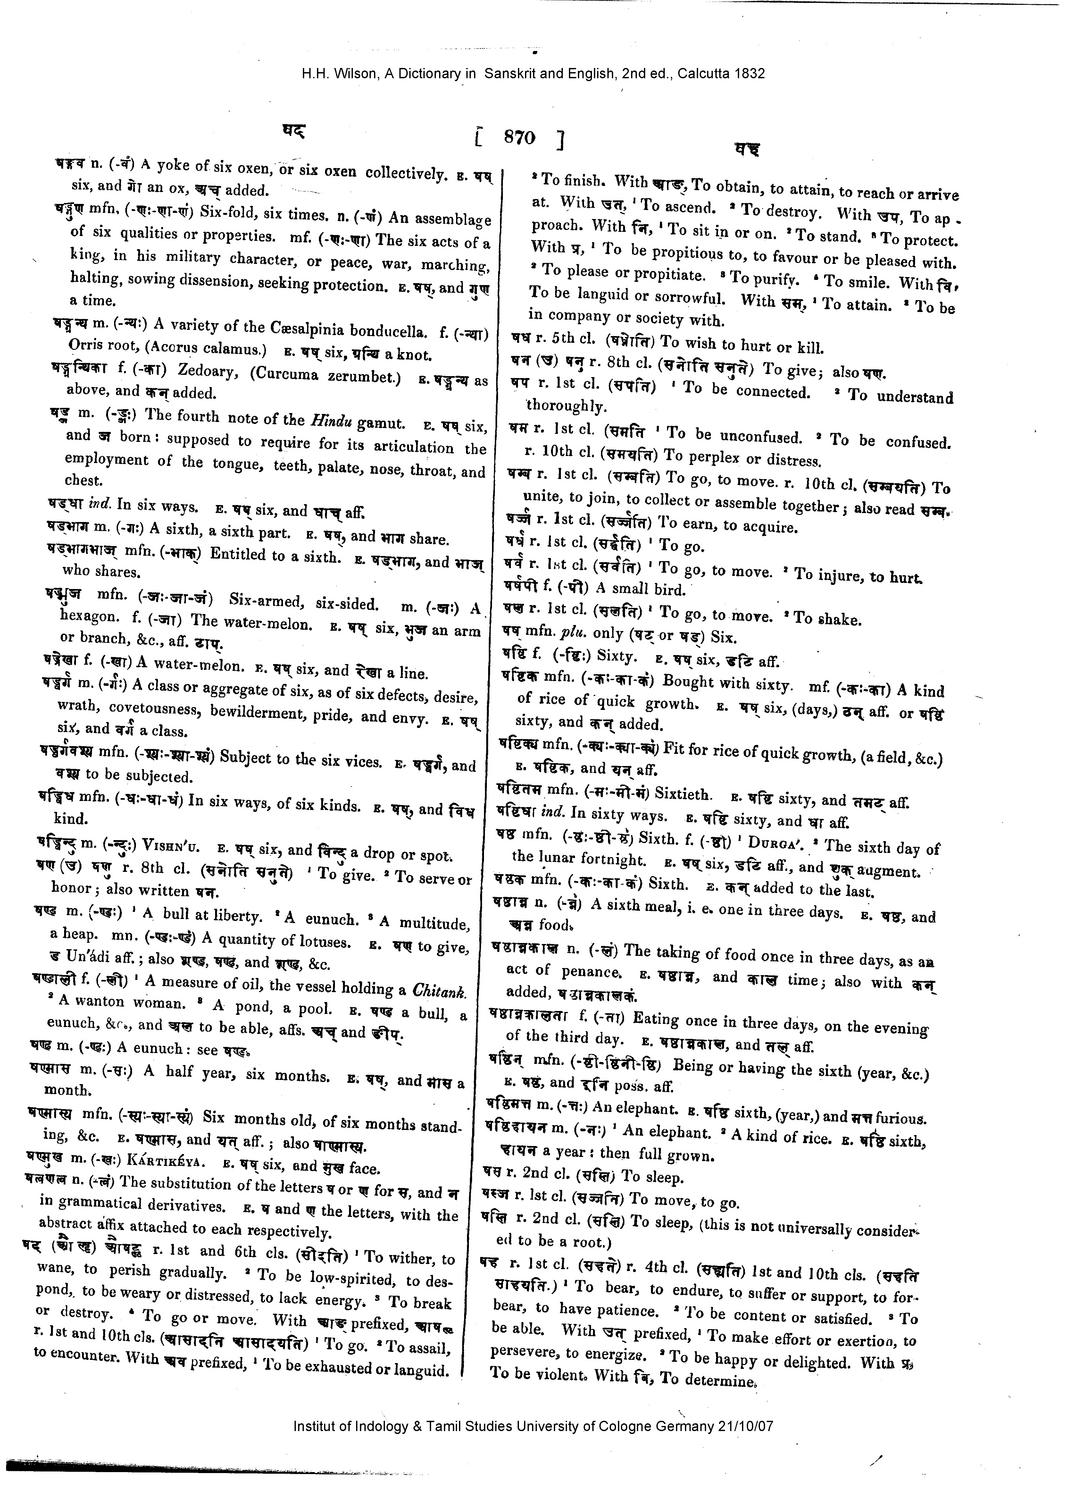 H.H. Wilson, A Dictionary in Sanskrit and English, 2nd ed., Calcutta 1832
षद् [ 870 ] षह
षङ्गव n. (-वं) A yoke of six oxen, or six oxen collectively. E. षष्
six, and गो an ox, अच् added.
षड्गुण mfn. (-णः-णा-णं) Six-fold, six times. n. (-णं) An assemblage
of six qualities or properties. mf. (-णः-णा) The six acts of a
king, in his military character, or peace, war, marching,
halting, sowing dissension, seeking protection. E. षष्, and गुण
a time.
षड्ग्रन्थ m. (-न्थः) A variety of the Cæsalpinia bonducella. f. (-न्था)
Orris root, (Acorus calamus.) E. षष् six, ग्रन्थि a knot.
षड्ग्रन्थिका f. (-का) Zedoary, (Curcuma zerumbet.) E. षड्ग्रन्थ as
above, and कन् added.
षड्ज m. (-ड्जः) The fourth note of the Hindu gamut. E. षष् six,
and ज born: supposed to require for its articulation the
employment of the tongue, teeth, palate, nose, throat, and
chest.
षड्धा ind. In six ways. E. षष् six, and धाच् aff.
षड्भाग m. (-गः) A sixth, a sixth part. E. षष्, and भाग share.
षड्भागभाज् mfn. (-भाक्) Entitled to a sixth. E. षड्भाग, and भाज्
who shares.
षड्भुज mfn. (-जः-जा-जं) Six-armed, six-sided. m. (-जः) A
hexagon. f. (-जा) The water-melon. E. षष् six, भुज an arm
or branch, &c., aff. टाप्.
षड्रेखा f. (-खा) A water-melon. E. षष् six, and रेखा a line.
षड्वर्ग m. (-र्गः) A class or aggregate of six, as of six defects, desire,
wrath, covetousness, bewilderment, pride, and envy. E. षष्
six, and वर्ग a class.
षड्वर्गवश्य mfn. (-श्यः-श्या-श्यं) Subject to the six vices. E. षड्वर्ग, and
वश्य to be subjected.
षड्विध mfn. (-धः-धा-धं) In six ways, of six kinds. E. षष्, and विध
kind.
षड्विन्दु m. (-न्दुः) VISHN'U. E. षष् six, and विन्दु a drop or spot.
षण (उ) षणु r. 8th cl. (सनोति सनुते) ¹ To give. ² To serve or
honor; also written षन.
षण्ड m. (-ण्डः) ¹ A bull at liberty. ² A eunuch. ³ A multitude,
a heap. mn. (-ण्डः-ण्डं) A quantity of lotuses. E. षण to give,
ड Un'ádi aff.; also शण्ड, षण्ढ, and शण्ढ, &c.
षण्डाली f. (-ली) ¹ A measure of oil, the vessel holding a Chitank.
² A wanton woman. ³ A pond, a pool. E. षण्ड a bull, a
eunuch, &c., and अल to be able, affs. अच् and ङीप्.
षण्ढ m. (-ण्ढः) A eunuch: see षण्ड.
षण्मास m. (-सः) A half year, six months. E. षष्, and मास a
month.
षण्मास्य mfn. (-स्यः-स्या-स्यं) Six months old, of six months stand-
ing, &c. E. षण्मास, and यत् aff.; also षाण्मास्य.
षण्मुख m. (-खः) KÁRTIKÉYA. E. षष् six, and मुख face.
षत्वणत्व n. (-त्वं) The substitution of the letters ष or ण for स, and न
in grammatical derivatives. E. ष and ण the letters, with the
abstract affix attached to each respectively.
षद् r. 1st and 6th cls. (सीदति) ¹ To wither, to
wane, to perish gradually. ² To be low-spirited, to des-
pond, to be weary or distressed, to lack energy. ³ To break
or destroy. ⁴ To go or move. With आङ् prefixed,
r. 1st and 10th cls. (आसादति आसादयति) ¹ To go. ² To assail,
to encounter. With अव prefixed, ¹ To be exhausted or languid.
² To finish. With आङ्, To obtain, to attain, to reach or arrive
at. With उत्, ¹ To ascend. ² To destroy. With उप, To ap-
proach. With नि, ¹ To sit in or on. ² To stand. ³ To protect.
With प्र, ¹ To be propitious to, to favour or be pleased with.
² To please or propitiate. ³ To purify. ⁴ To smile. With वि,
To be languid or sorrowful. With सम्, ¹ To attain. ² To be
in company or society with.
षध r. 5th cl. (षध्नोति) To wish to hurt or kill.
षन (उ) षनु r. 8th cl. (सनोति सनुते) To give; also षण.
षप r. 1st cl. (सपति) ¹ To be connected. ² To understand
thoroughly.
षम r. 1st cl. (समति ¹ To be unconfused. ² To be confused.
r. 10th cl. (समयति) To perplex or distress.
षम्ब r. 1st cl. (सम्बति) To go, to move. r. 10th cl. (सम्बयति) To
unite, to join, to collect or assemble together; also read सम्ब.
षर्ज्ज r. 1st cl. (सर्ज्जति) To earn, to acquire.
षर्ब r. 1st cl. (सर्बति) ¹ To go.
षर्व r. 1st cl. (सर्वति) ¹ To go, to move. ² To injure, to hurt.
षर्षपी f. (-पी) A small bird.
षल r. 1st cl. (सलति) ¹ To go, to move. ² To shake.
षष् mfn. plu. only (षट् or षड्) Six.
षष्टि f. (-ष्टिः) Sixty. E. षष् six, डटि aff.
षष्टिक mfn. (-कः-का-कं) Bought with sixty. mf. (-कः-का) A kind
of rice of quick growth. E. षष् six, (days,) ठन् aff. or षष्टि
sixty, and कन् added.
षष्टिक्य mfn. (-क्यः-क्या-क्यं) Fit for rice of quick growth, (a field, &c.)
E. षष्टिक, and यन् aff.
षष्टितम mfn. (-मः-मी-मं) Sixtieth. E. षष्टि sixty, and तमट् aff.
षष्टिधा ind. In sixty ways. E. षष्टि sixty, and धा aff.
षष्ठ mfn. (-ष्ठः-ष्ठी-ष्ठं) Sixth. f. (-ष्ठी) ¹ DURGA'. ² The sixth day of
the lunar fortnight. E. षष् six, डटि aff., and थुक् augment.
षष्ठक mfn. (-कः-का-कं) Sixth. E. कन् added to the last.
षष्ठान्न n. (-न्नं) A sixth meal, i. e. one in three days. E. षष्ठ, and
अन्न food.
षष्ठान्नकाल n. (-लं) The taking of food once in three days, as an
act of penance. E. षष्ठान्न, and काल time; also with कन्
added, षष्ठान्नकालकं.
षष्ठान्नकालता f. (-ता) Eating once in three days, on the evening
of the third day. E. षष्ठान्नकाल, and तल् aff.
षष्ठिन् mfn. (-ष्ठी-ष्ठिनी-ष्ठि) Being or having the sixth (year, &c.)
E. षष्ठ, and इनि poss. aff.
षष्ठिमत्त m. (-त्तः) An elephant. E. षष्ठि sixth, (year,) and मत्त furious.
षष्ठिहायन m. (-नः) ¹ An elephant. ² A kind of rice. E. षष्ठि sixth,
हायन a year: then full grown.
षस r. 2nd cl. (सस्ति) To sleep.
षस्ज r. 1st cl. (सज्जति) To move, to go.
षस्ति r. 2nd cl. (सस्ति) To sleep, (this is not universally consider-
ed to be a root.)
षह r. 1st cl. (सहते) r. 4th cl. (सह्यति) 1st and 10th cls. (सहति
साहयति.) ¹ To bear, to endure, to suffer or support, to for-
bear, to have patience. ² To be content or satisfied. ³ To
be able. With उत् prefixed, ¹ To make effort or exertion, to
persevere, to energize. ² To be happy or delighted. With प्र,
To be violent. With वि, To determine.
Institut of Indology & Tamil Studies University of Cologne Germany 21/10/07